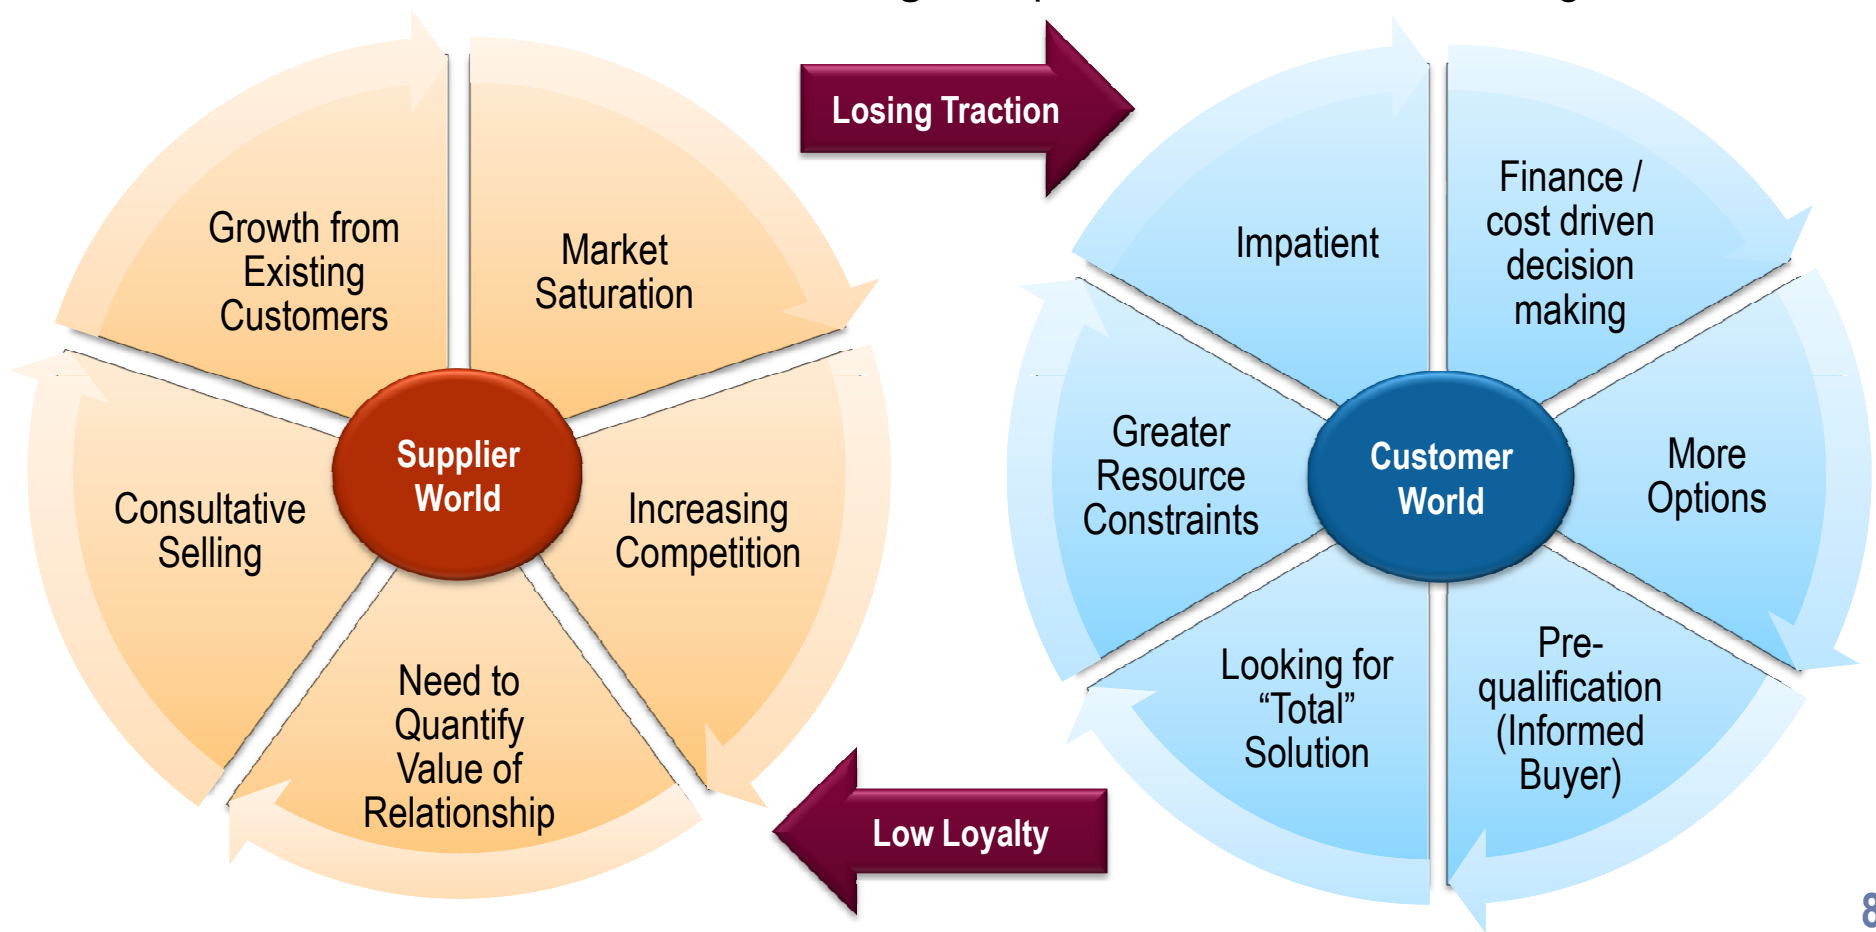 Losing Traction
Growth from
Existing
Customers
Market
Saturation
Increasing
Competition
Need to
Quantify
Value of
Relationship
Consultative
Selling
Supplier
World
Impatient
Finance /
cost driven
decision
making
More
Options
Pre-
qualification
(Informed
Buyer)
Looking for
“Total”
Solution
Greater
Resource
Constraints
Customer
World
Low Loyalty
8